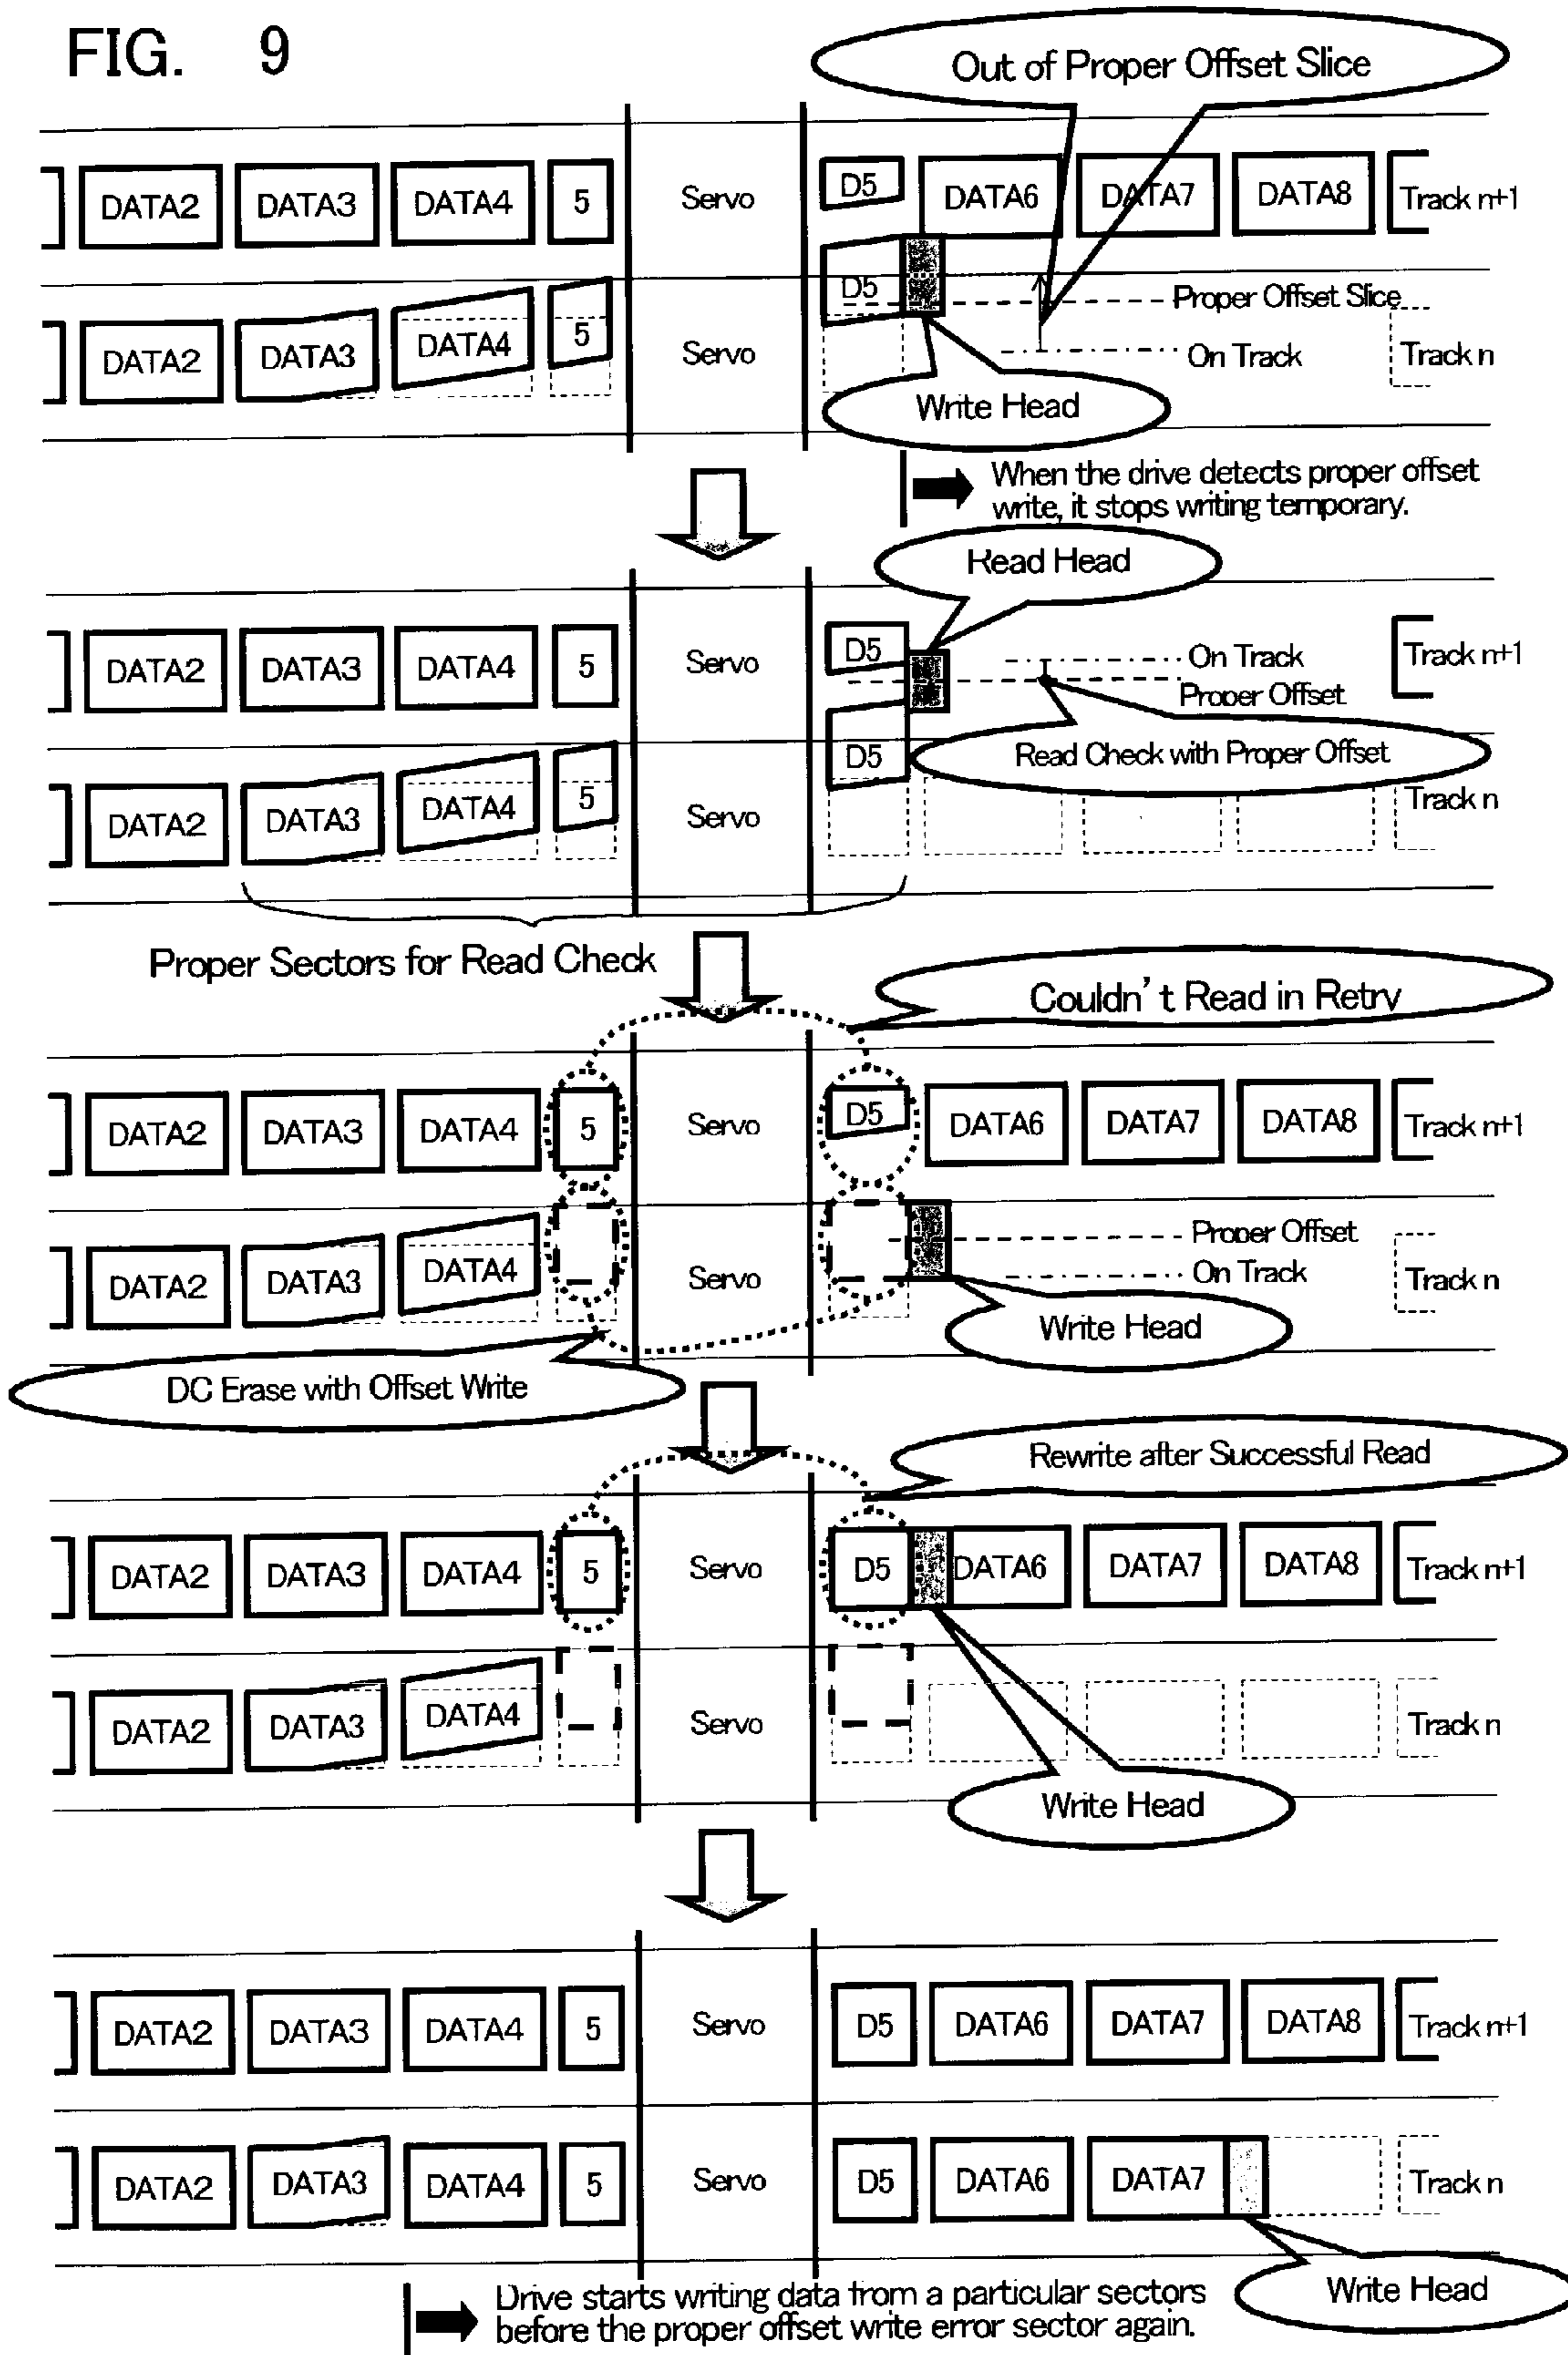 FIG. 9
Out of Proper Offset Slice
DATA2 DATA3 DATA4 5 Servo D5 DATA6 DATA7 DATA8 Track n+1
D5
Proper Offset Slice
DATA2 DATA3 DATA4 5 Servo On Track Track n
Write Head
When the drive detects proper offset
write, it stops writing temporary.
Read Head
DATA2 DATA3 DATA4 5 Servo D5 On Track Track n+1
Proper Offset
D5 Read Check with Proper Offset
DATA2 DATA3 DATA4 5 Servo Track n
Proper Sectors for Read Check
Couldn't Read in Retry
DATA2 DATA3 DATA4 5 Servo D5 DATA6 DATA7 DATA8 Track n+1
Proper Offset
DATA2 DATA3 DATA4 Servo On Track Track n
Write Head
DC Erase with Offset Write
Rewrite after Successful Read
DATA2 DATA3 DATA4 5 Servo D5 DATA6 DATA7 DATA8 Track n+1
DATA2 DATA3 DATA4 Servo Track n
Write Head
DATA2 DATA3 DATA4 5 Servo D5 DATA6 DATA7 DATA8 Track n+1
DATA2 DATA3 DATA4 5 Servo D5 DATA6 DATA7 Track n
Write Head
Drive starts writing data from a particular sectors
before the proper offset write error sector again.